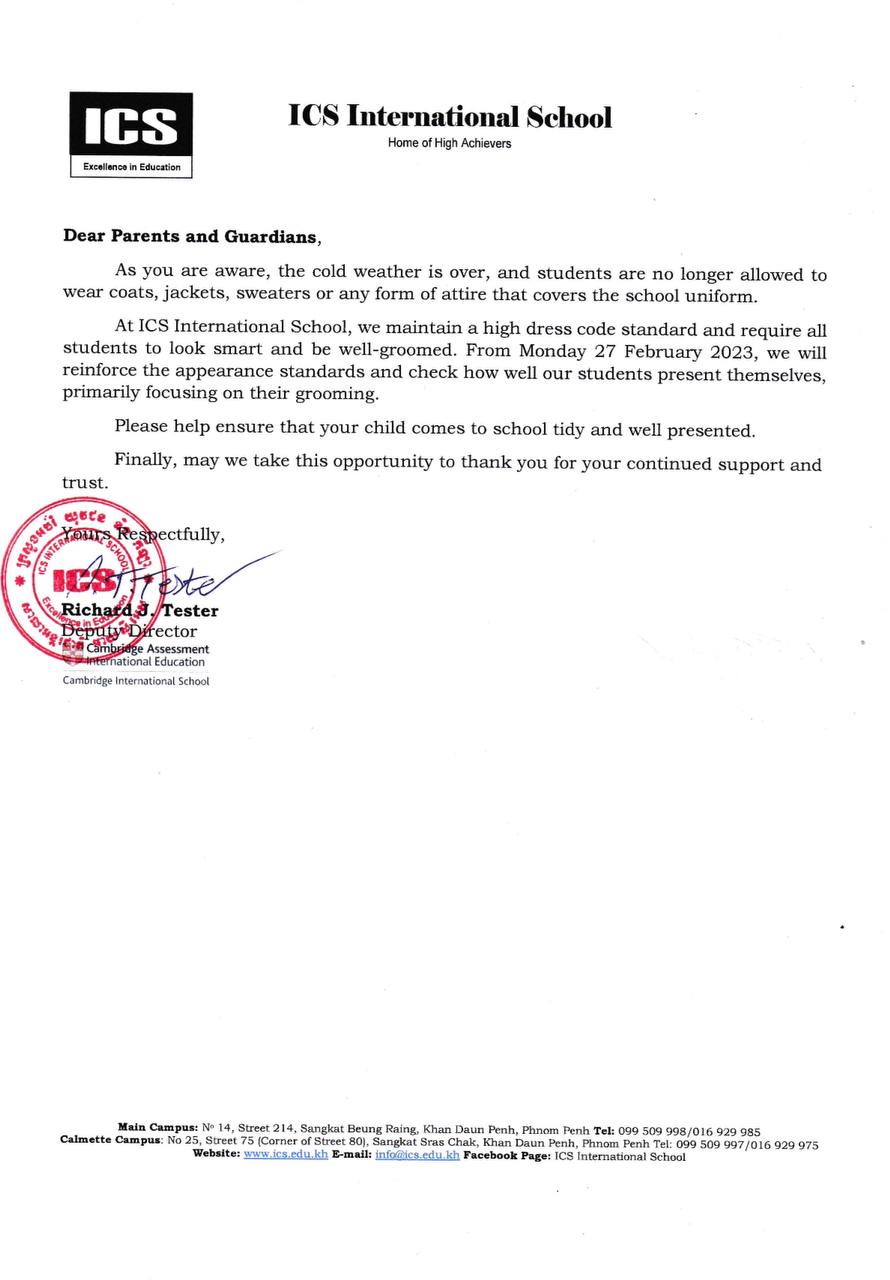 ICS
Excellence in Education
ICS International School
Home of High Achievers
Dear Parents and Guardians,
As you are aware, the cold weather is over, and students are no longer allowed to
wear coats, jackets, sweaters or any form of attire that covers the school uniform.
At ICS International School, we maintain a high dress code standard and require all
students to look smart and be well-groomed. From Monday 27 February 2023, we will
reinforce the appearance standards and check how well our students present themselves,
primarily focusing on their grooming.
Please help ensure that your child comes to school tidy and well presented.
Finally, may we take this opportunity to thank you for your continued support and
trust.
Yours Respectfully,
ICS INTERNATIONAL SCHOOL
ICS
Excellence in Education
Richard J. Tester
Deputy Director
Cambridge Assessment
International Education
Cambridge International School
Main Campus: Nº 14, Street 214, Sangkat Beung Raing, Khan Daun Penh, Phnom Penh Tel: 099 509 998/016 929 985
Calmette Campus: No 25, Street 75 (Corner of Street 80), Sangkat Sras Chak, Khan Daun Penh, Phnom Penh Tel: 099 509 997/016 929 975
Website: www.ics.edu.kh E-mail: info@ics.edu.kh Facebook Page: ICS International School